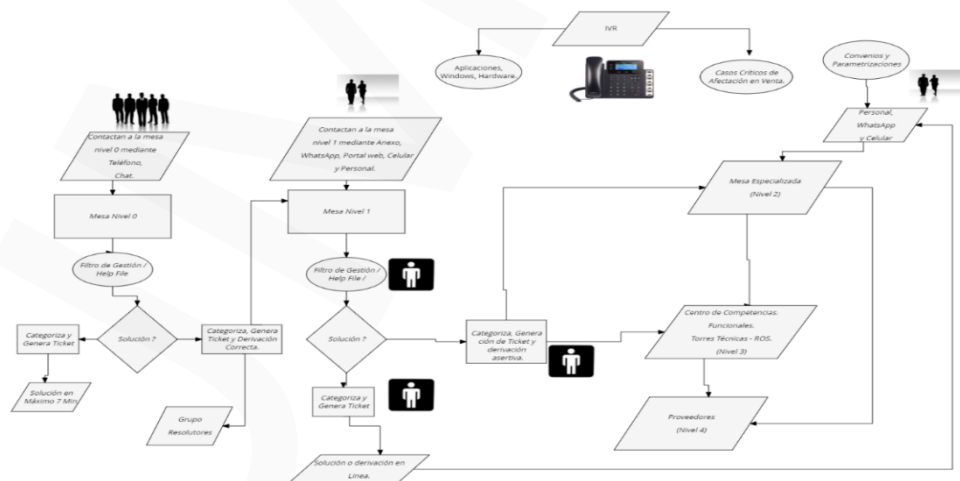 IVR
Aplicaciones,
Windows, Hardware.
Casos Críticos de
Afectación en Venta.
Convenios y
Parametrizaciones
Contactan a la mesa
nivel 0 mediante
Teléfono,
Chat.
Contactan a la mesa
nivel 1 mediante Anexo,
WhatsApp, Portal web, Celular
y Personal.
Personal,
WhatsApp
y Celular
Mesa Nivel 0
Mesa Nivel 1
Mesa Especializada
(Nivel 2)
Filtro de Gestión /
Help File
Filtro de Gestión /
Help File /
Categoriza y
Genera Ticket
Solución ?
Categoriza, Genera
Ticket y Derivación
Correcta.
Solución ?
Categoriza, Genera
ción de Ticket y
derivación
asertiva.
Centro de Competencias.
Funcionales.
Torres Técnicas - ROS.
(Nivel 3)
Solución en
Máximo 7 Min
Grupo
Resolutores
Categoriza y
Genera Ticket
Proveedores
(Nivel 4)
Solución o derivación en
Línea.